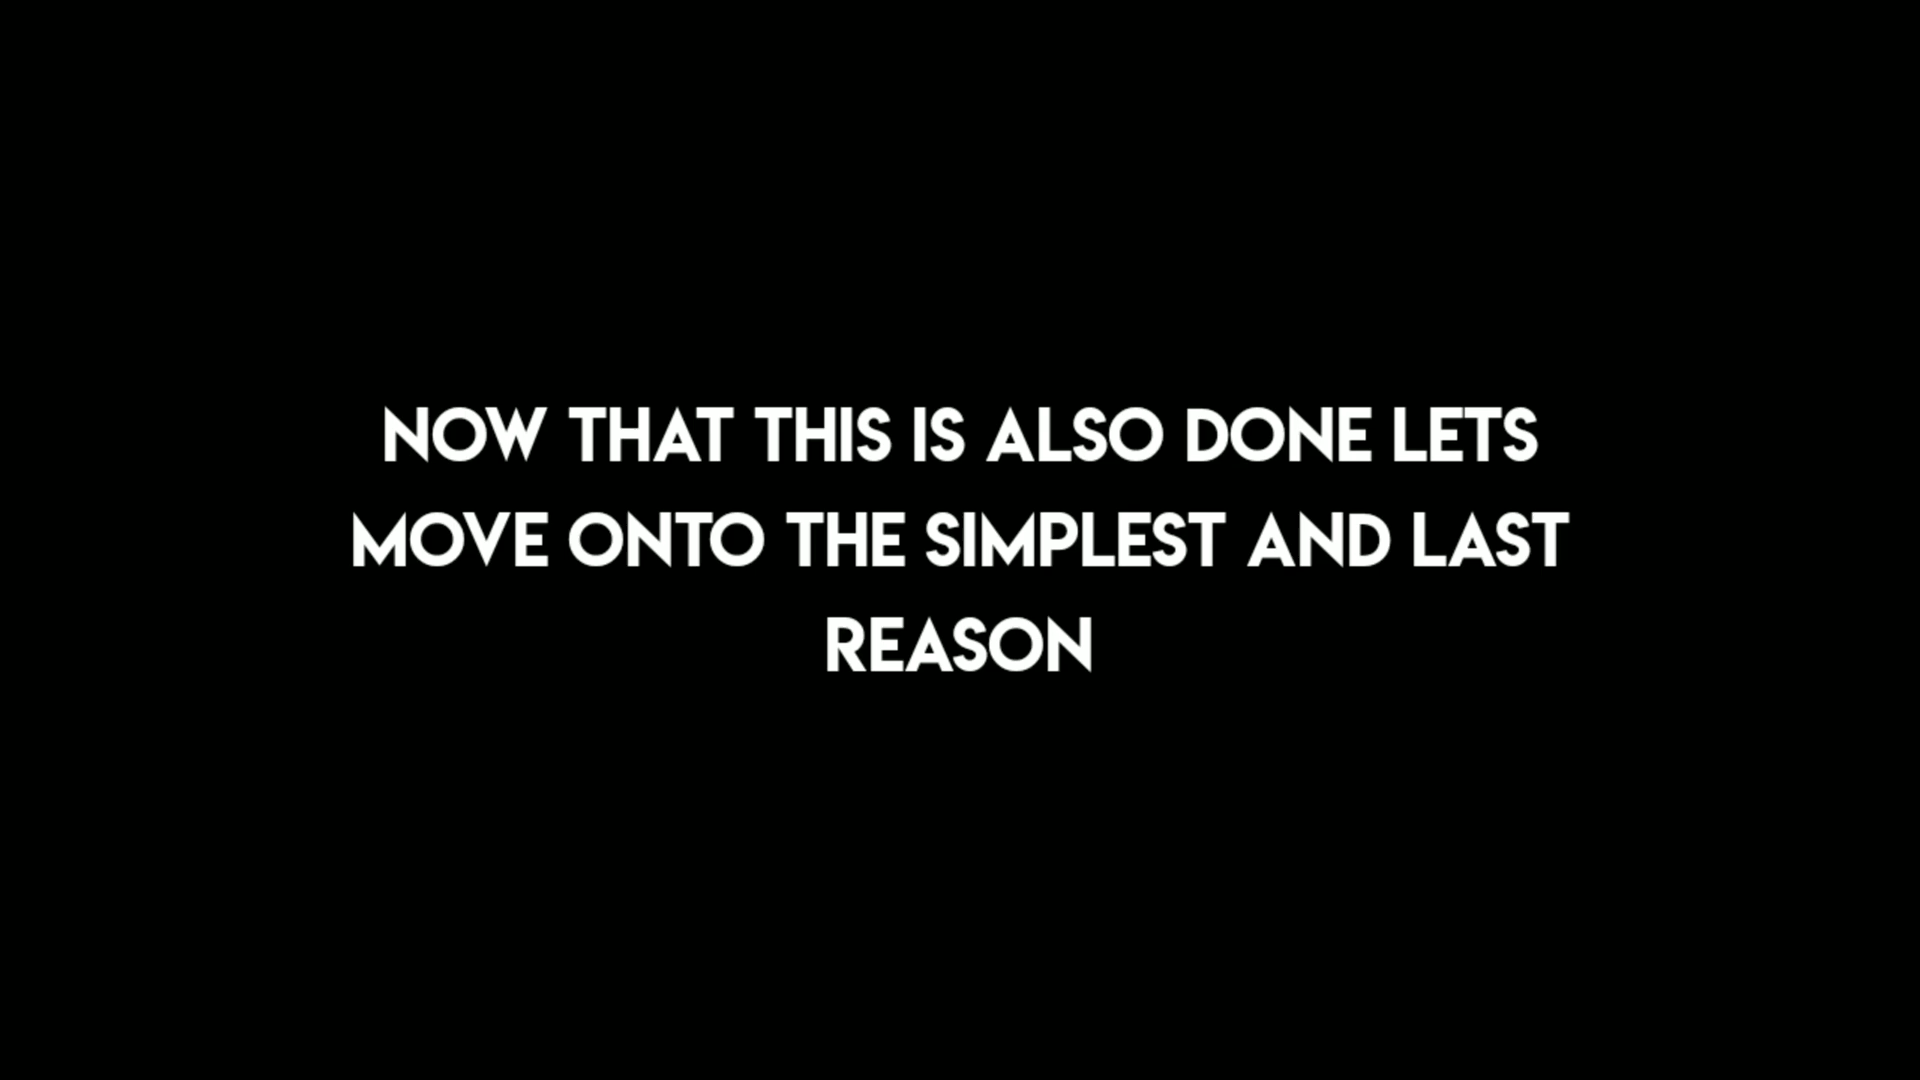 NOW THAT THIS IS ALSO DONE LETS
MOVE ONTO THE SIMPLEST AND LAST
REASON